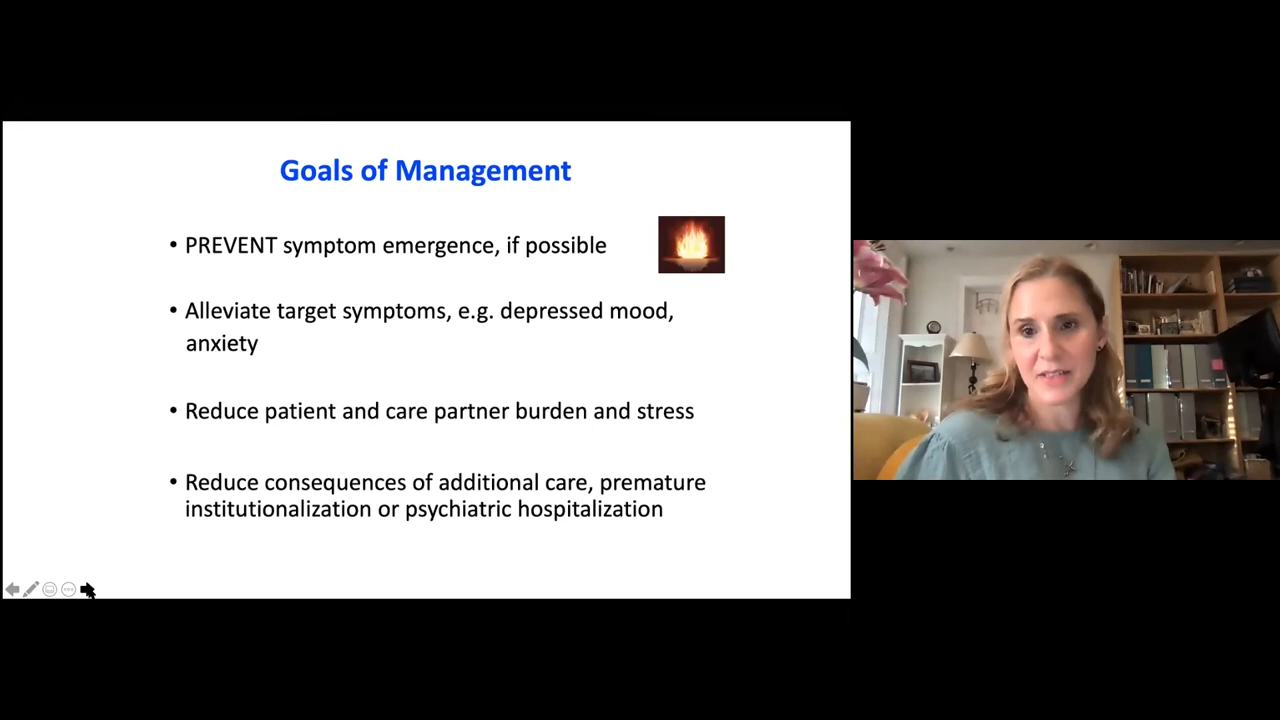 Goals of Management
• PREVENT symptom emergence, if possible
• Alleviate target symptoms, e.g. depressed mood,
anxiety
• Reduce patient and care partner burden and stress
• Reduce consequences of additional care, premature
institutionalization or psychiatric hospitalization